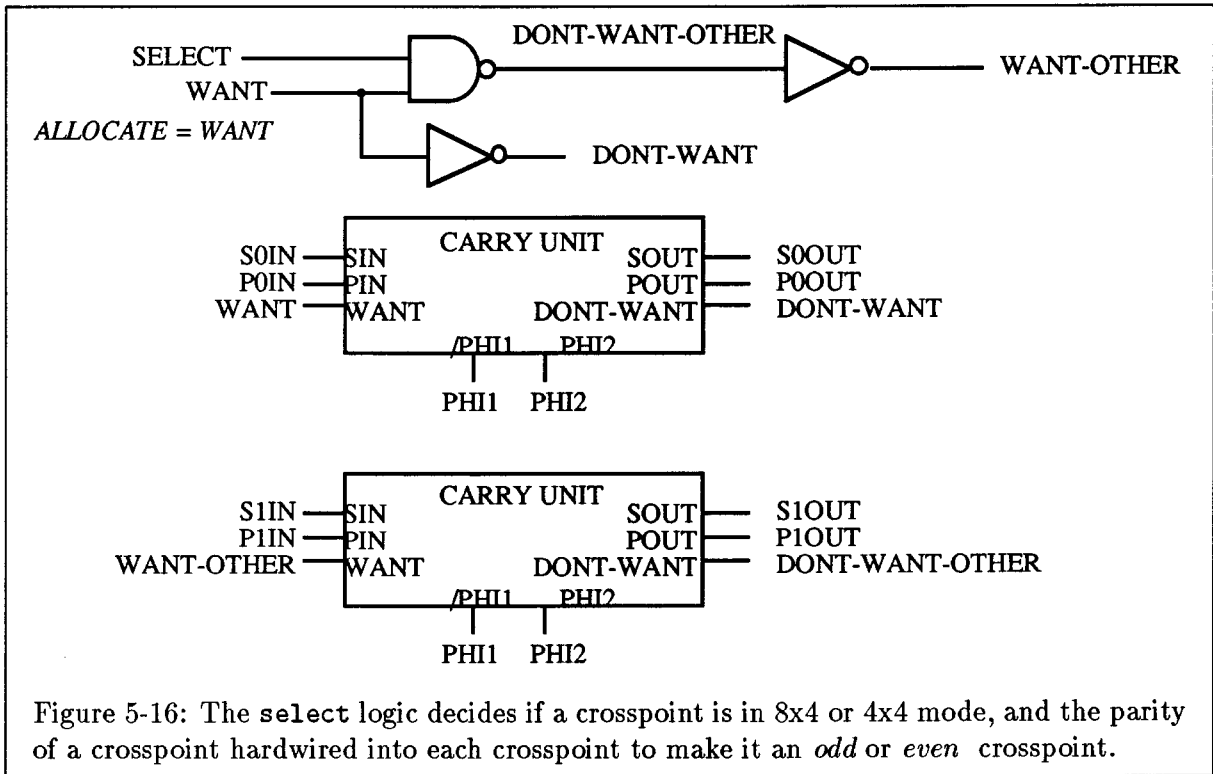 DONT-WANT-OTHER
SELECT
WANT-OTHER
WANT
ALLOCATE = WANT
DONT-WANT
CARRY UNIT
S0IN SIN SOUT S0OUT
P0IN PIN POUT P0OUT
WANT WANT DONT-WANT DONT-WANT
/PHI1 PHI2
PHI1 PHI2
CARRY UNIT
S1IN SIN SOUT S1OUT
P1IN PIN POUT P1OUT
WANT-OTHER WANT DONT-WANT DONT-WANT-OTHER
/PHI1 PHI2
PHI1 PHI2
Figure 5-16: The select logic decides if a crosspoint is in 8x4 or 4x4 mode, and the parity
of a crosspoint hardwired into each crosspoint to make it an odd or even crosspoint.